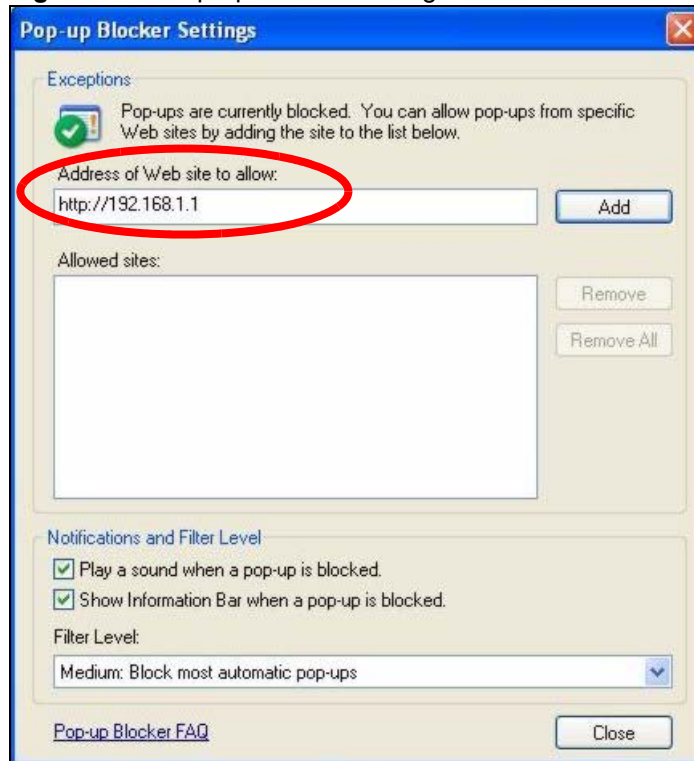 Pop-up Blocker Settings
Exceptions
Pop-ups are currently blocked. You can allow pop-ups from specific
Web sites by adding the site to the list below.
Address of Web site to allow:
http://192.168.1.1
Add
Allowed sites:
Remove
Remove All
Notifications and Filter Level
Play a sound when a pop-up is blocked.
Show Information Bar when a pop-up is blocked.
Filter Level:
Medium: Block most automatic pop-ups
Pop-up Blocker FAQ
Close